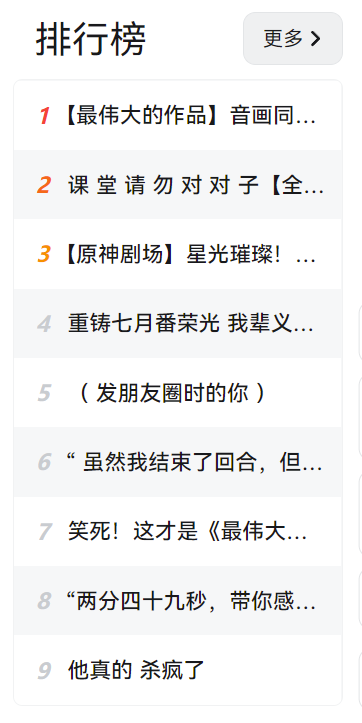 排行榜
更多
1 【最伟大的作品】音画同...
2 课 堂 请 勿 对 对 子【全...
3 【原神剧场】星光璀璨！...
4 重铸七月番荣光 我辈义...
5 （ 发朋友圈时的你 ）
6 “ 虽然我结束了回合，但...
7 笑死！这才是《最伟大...
8 “两分四十九秒，带你感...
9 他真的 杀疯了